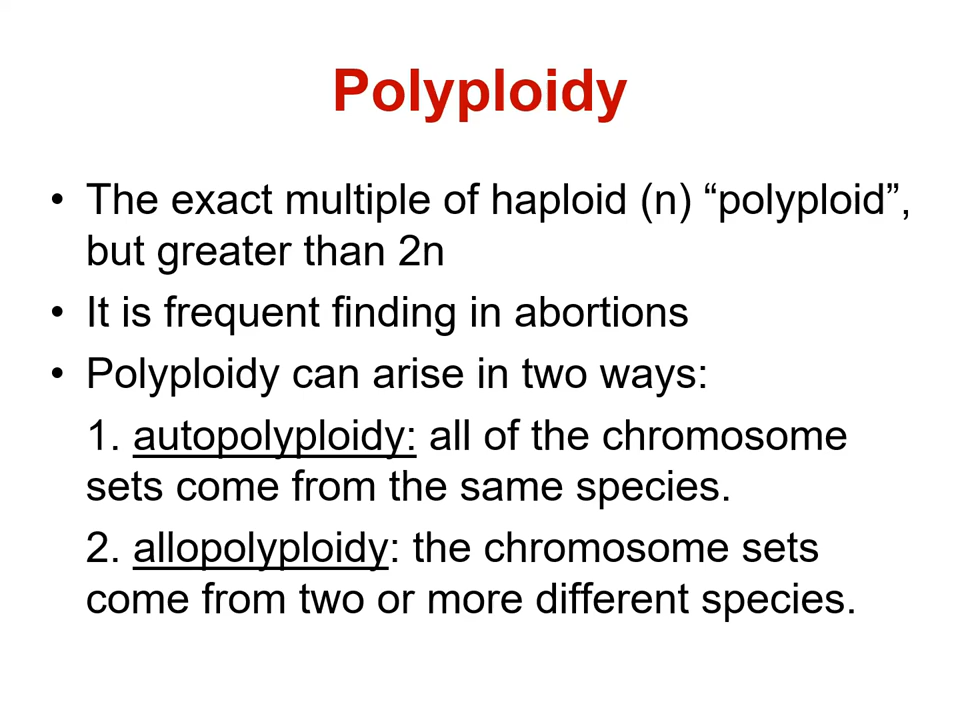 Polyploidy
• The exact multiple of haploid (n) “polyploid”,
but greater than 2n
• It is frequent finding in abortions
• Polyploidy can arise in two ways:
1. autopolyploidy: all of the chromosome
sets come from the same species.
2. allopolyploidy: the chromosome sets
come from two or more different species.